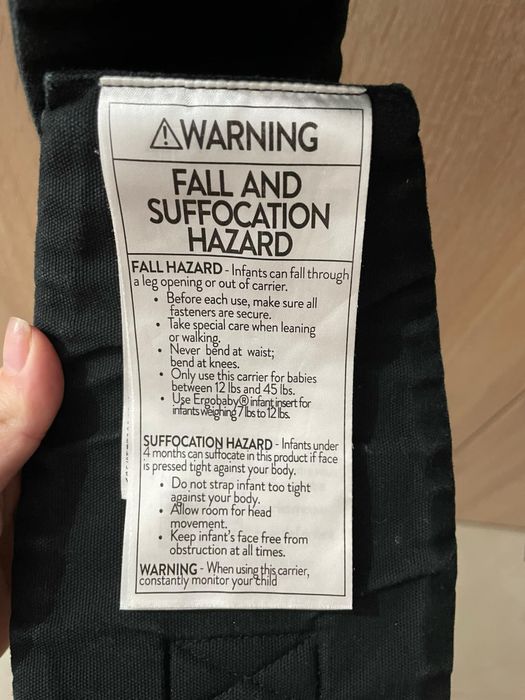 ⚠WARNING
FALL AND
SUFFOCATION
HAZARD
FALL HAZARD - Infants can fall through
a leg opening or out of carrier.
• Before each use, make sure all
fasteners are secure.
• Take special care when leaning
or walking.
• Never bend at waist;
bend at knees.
• Only use this carrier for babies
between 12 lbs and 45 lbs.
• Use Ergobaby® infant insert for
infants weighing 7 lbs to 12 lbs.
SUFFOCATION HAZARD - Infants under
4 months can suffocate in this product if face
is pressed tight against your body.
• Do not strap infant too tight
against your body.
• Allow room for head
movement.
• Keep infant's face free from
obstruction at all times.
WARNING - When using this carrier,
constantly monitor your child